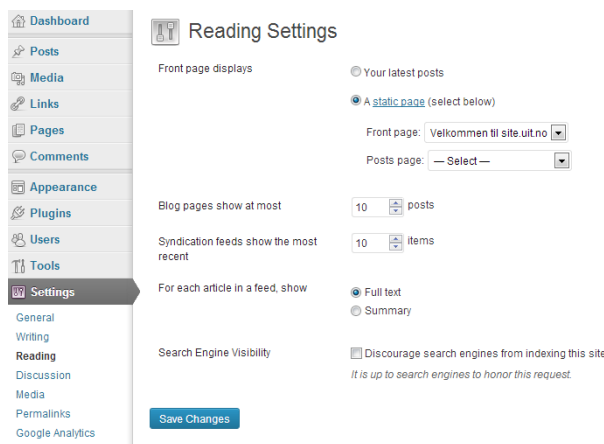 Dashboard
Posts
Media
Links
Pages
Comments
Appearance
Plugins
Users
Tools
Settings
General
Writing
Reading
Discussion
Media
Permalinks
Google Analytics
Reading Settings
Front page displays
Your latest posts
A static page (select below)
Front page: Velkommen til site.uit.no
Posts page: — Select —
Blog pages show at most 10 posts
Syndication feeds show the most
recent
10 items
For each article in a feed, show
Full text
Summary
Search Engine Visibility
Discourage search engines from indexing this site
It is up to search engines to honor this request.
Save Changes